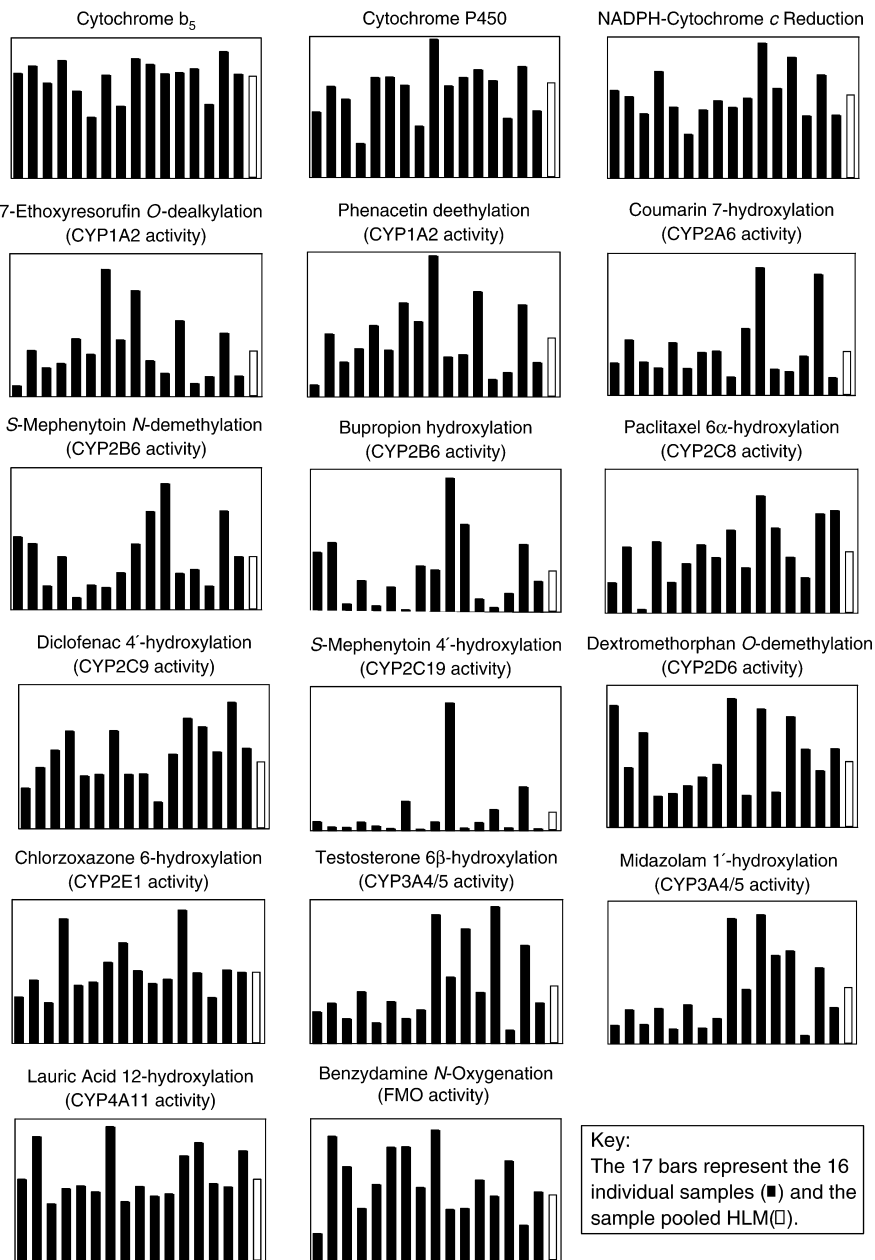 Cytochrome b5
Cytochrome P450
NADPH-Cytochrome c Reduction
7-Ethoxyresorufin O-dealkylation
(CYP1A2 activity)
Phenacetin deethylation
(CYP1A2 activity)
Coumarin 7-hydroxylation
(CYP2A6 activity)
S-Mephenytoin N-demethylation
(CYP2B6 activity)
Bupropion hydroxylation
(CYP2B6 activity)
Paclitaxel 6α-hydroxylation
(CYP2C8 activity)
Diclofenac 4´-hydroxylation
(CYP2C9 activity)
S-Mephenytoin 4´-hydroxylation
(CYP2C19 activity)
Dextromethorphan O-demethylation
(CYP2D6 activity)
Chlorzoxazone 6-hydroxylation
(CYP2E1 activity)
Testosterone 6β-hydroxylation
(CYP3A4/5 activity)
Midazolam 1´-hydroxylation
(CYP3A4/5 activity)
Lauric Acid 12-hydroxylation
(CYP4A11 activity)
Benzydamine N-Oxygenation
(FMO activity)
Key:
The 17 bars represent the 16
individual samples (■) and the
sample pooled HLM(▯).